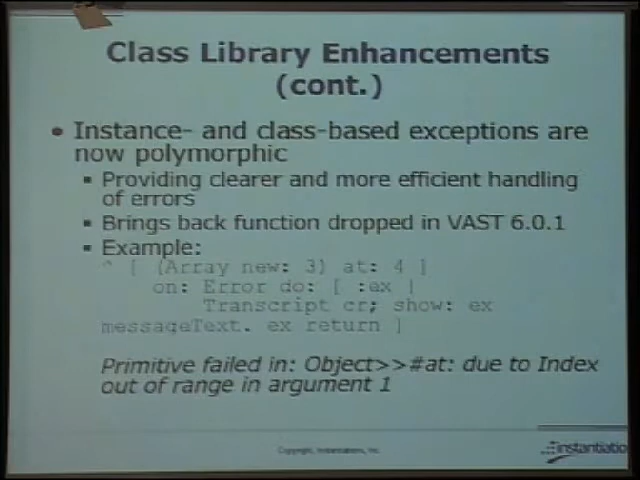 Class Library Enhancements
(cont.)
• Instance- and class-based exceptions are
now polymorphic
▪ Providing clearer and more efficient handling
of errors
▪ Brings back function dropped in VAST 6.0.1
▪ Example:
^ [ (Array new: 3) at: 4 ]
on: Error do: [ :ex |
Transcript cr; show: ex
messageText. ex return ]
Primitive failed in: Object>>#at: due to Index
out of range in argument 1
Copyright, Instantiations, Inc.
instantiatio